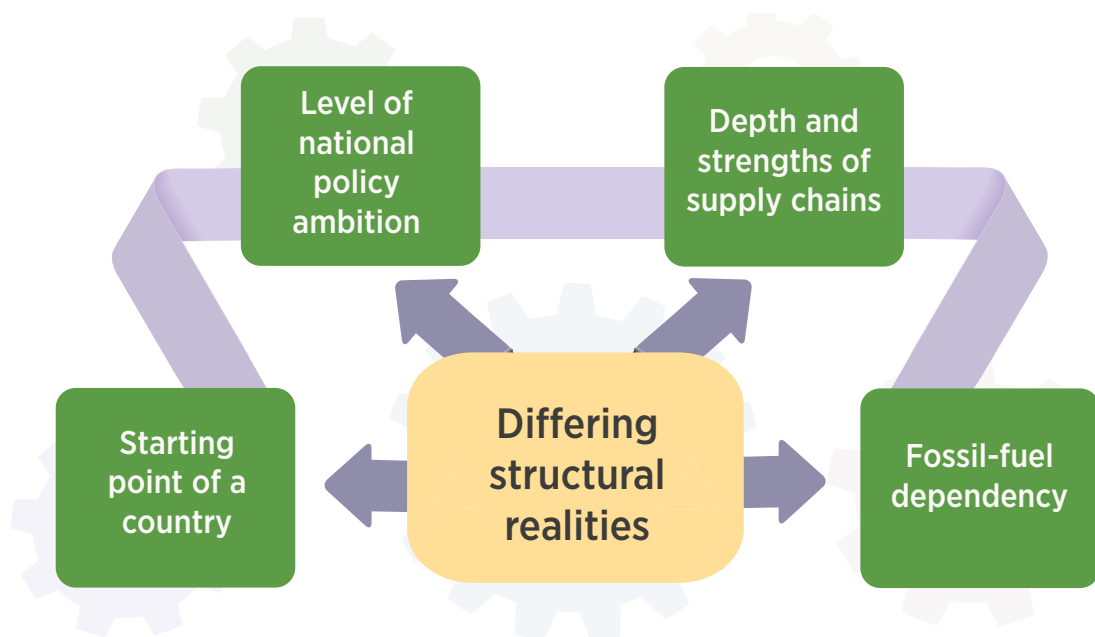 Level of
national
policy
ambition
Depth and
strengths of
supply chains
Starting
point of a
country
Differing
structural
realities
Fossil-fuel
dependency